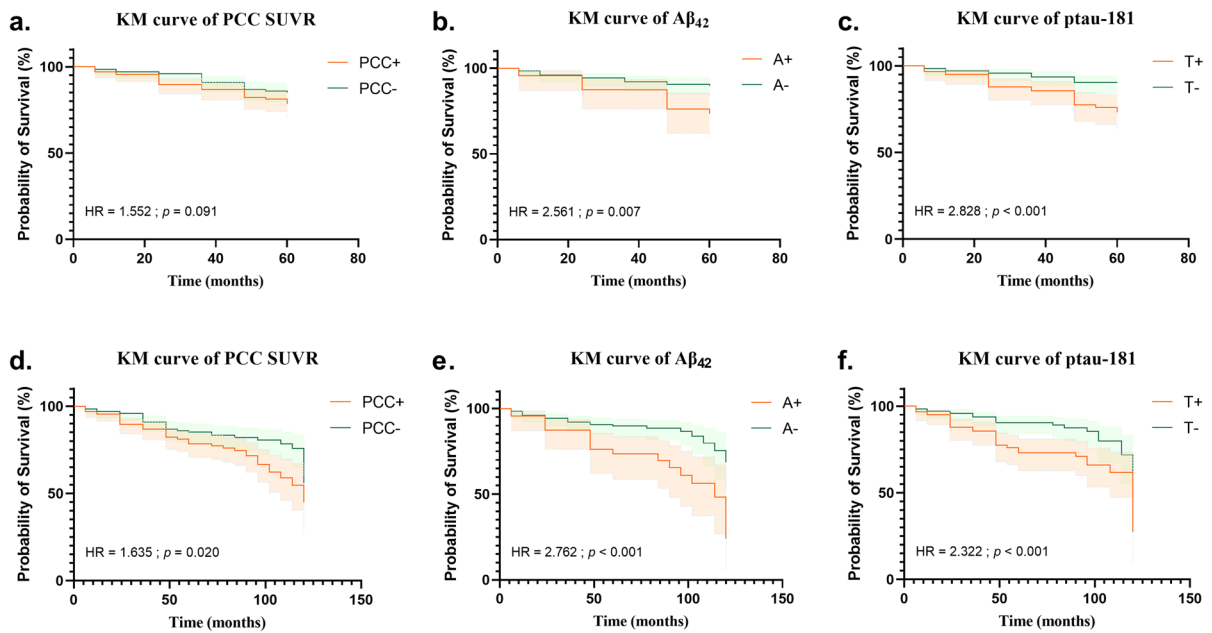 a.
KM curve of PCC SUVR
Probability of Survival (%)
100
50
0
PCC+
PCC-
HR = 1.552 ; p = 0.091
0 20 40 60 80
Time (months)
b.
KM curve of Aβ₄₂
Probability of Survival (%)
100
50
0
A+
A-
HR = 2.561 ; p = 0.007
0 20 40 60 80
Time (months)
c.
KM curve of ptau-181
Probability of Survival (%)
100
50
0
T+
T-
HR = 2.828 ; p < 0.001
0 20 40 60 80
Time (months)
d.
KM curve of PCC SUVR
Probability of Survival (%)
100
50
0
PCC+
PCC-
HR = 1.635 ; p = 0.020
0 50 100 150
Time (months)
e.
KM curve of Aβ₄₂
Probability of Survival (%)
100
50
0
A+
A-
HR = 2.762 ; p < 0.001
0 50 100 150
Time (months)
f.
KM curve of ptau-181
Probability of Survival (%)
100
50
0
T+
T-
HR = 2.322 ; p < 0.001
0 50 100 150
Time (months)